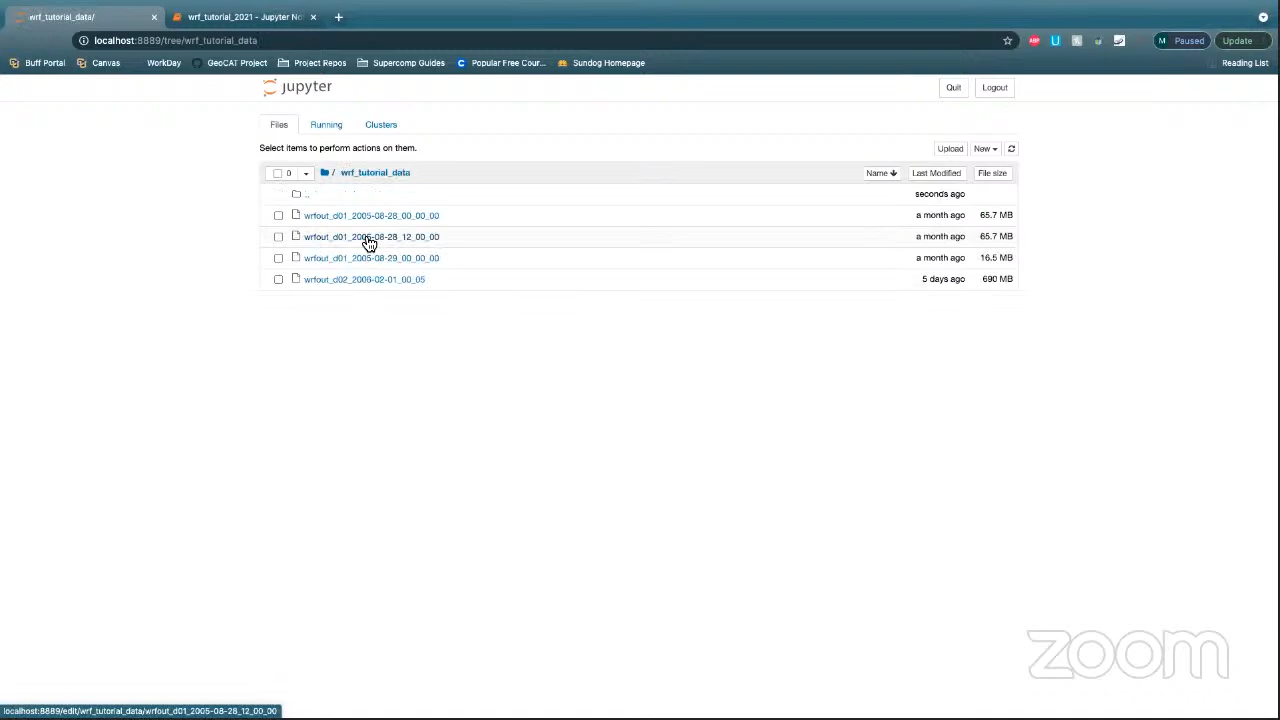 wrf_tutorial_data/
wrf_tutorial_2021 - Jupyter No
localhost:8889/tree/wrf_tutorial_data
ABP
U
M Paused
Update
Buff Portal
Canvas
WorkDay
GeoCAT Project
Project Repos
Supercomp Guides
Popular Free Cour...
Sundog Homepage
Reading List
jupyter
Quit
Logout
Files
Running
Clusters
Select items to perform actions on them.
Upload
New
0
/ wrf_tutorial_data
Name
Last Modified
File size
..
seconds ago
wrfout_d01_2005-08-28_00_00_00
a month ago
65.7 MB
wrfout_d01_2005-08-28_12_00_00
a month ago
65.7 MB
wrfout_d01_2005-08-29_00_00_00
a month ago
16.5 MB
wrfout_d02_2006-02-01_00_05
5 days ago
690 MB
zoom
localhost:8889/edit/wrf_tutorial_data/wrfout_d01_2005-08-28_12_00_00